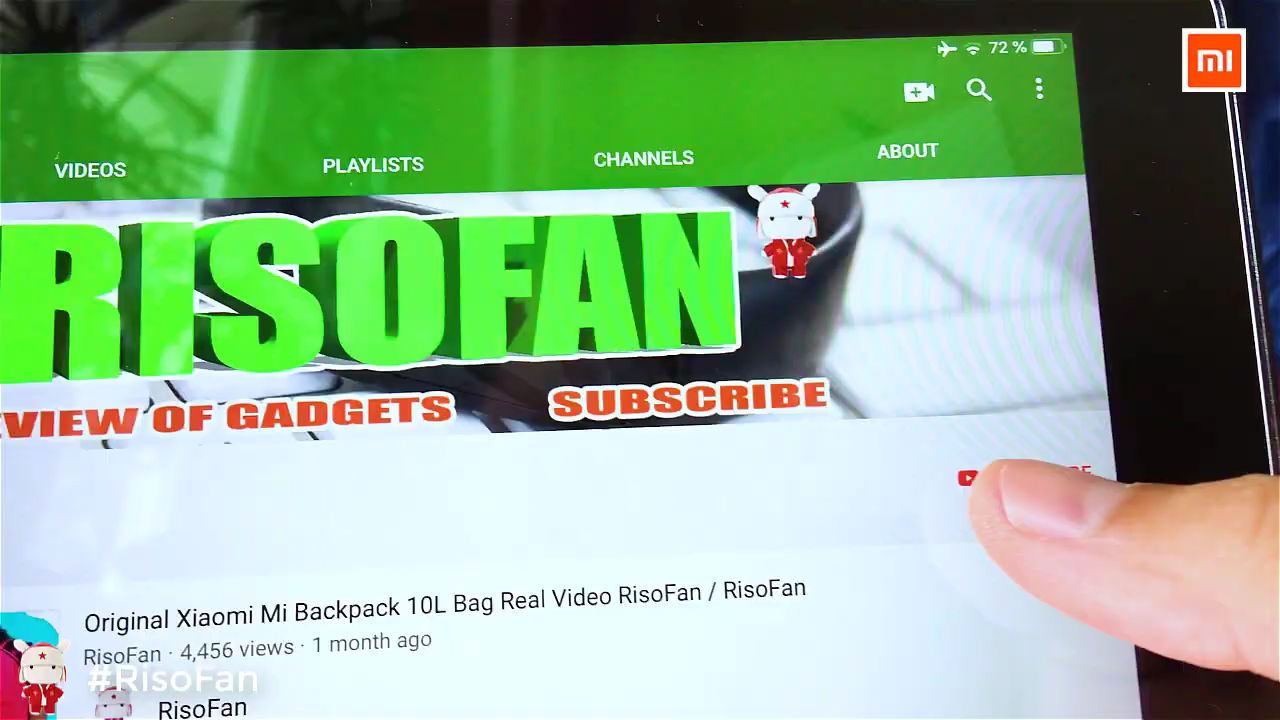 72 %
mi
VIDEOS PLAYLISTS CHANNELS ABOUT
RISOFAN
EVIEW OF GADGETS SUBSCRIBE
Original Xiaomi Mi Backpack 10L Bag Real Video RisoFan / RisoFan
RisoFan · 4,456 views · 1 month ago
#RisoFan
RisoFan